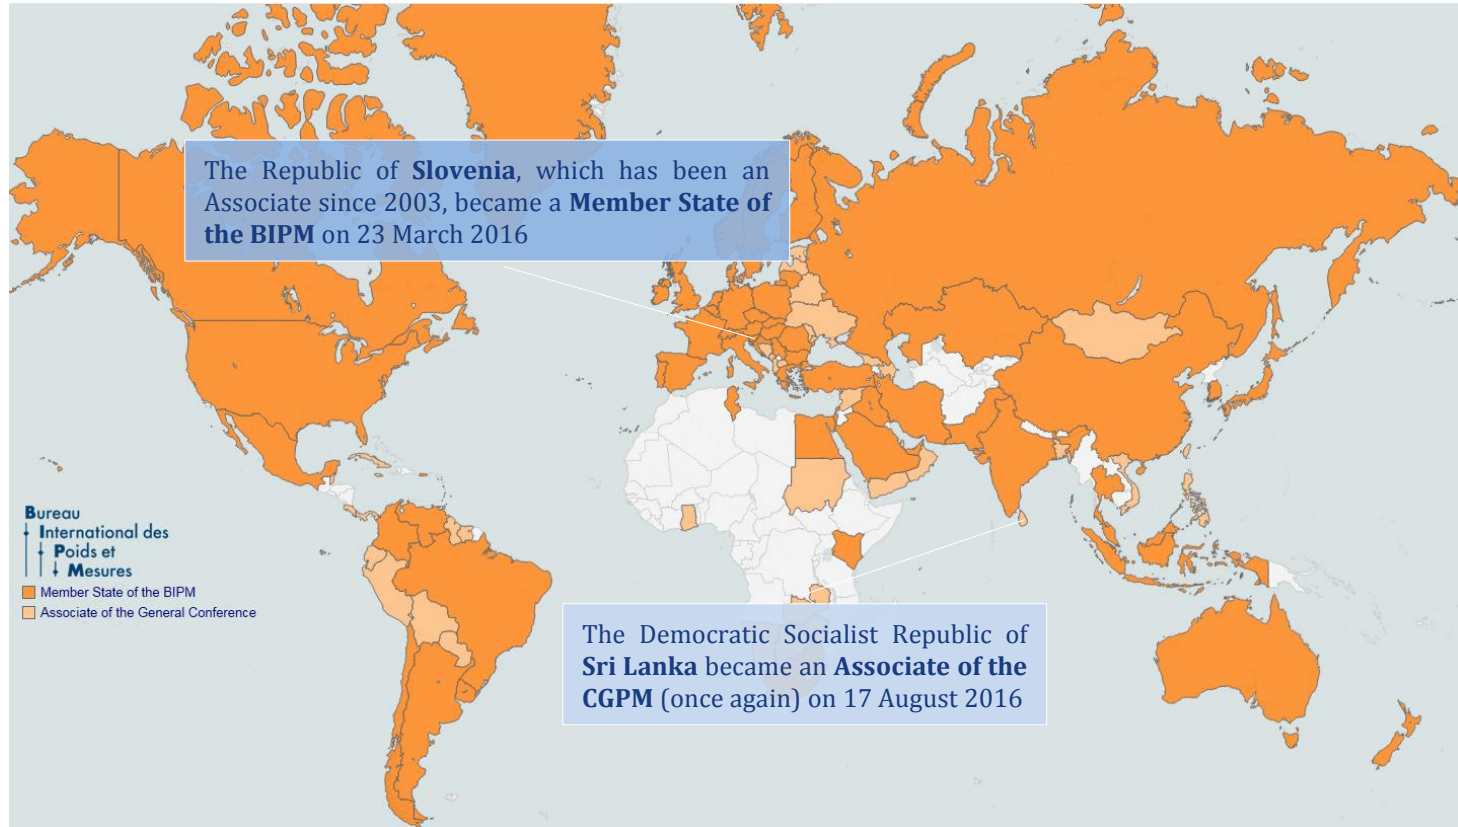 The Republic of Slovenia, which has been an
Associate since 2003, became a Member State of
the BIPM on 23 March 2016
Bureau
International des
Poids et
Mesures
Member State of the BIPM
Associate of the General Conference
The Democratic Socialist Republic of
Sri Lanka became an Associate of the
CGPM (once again) on 17 August 2016